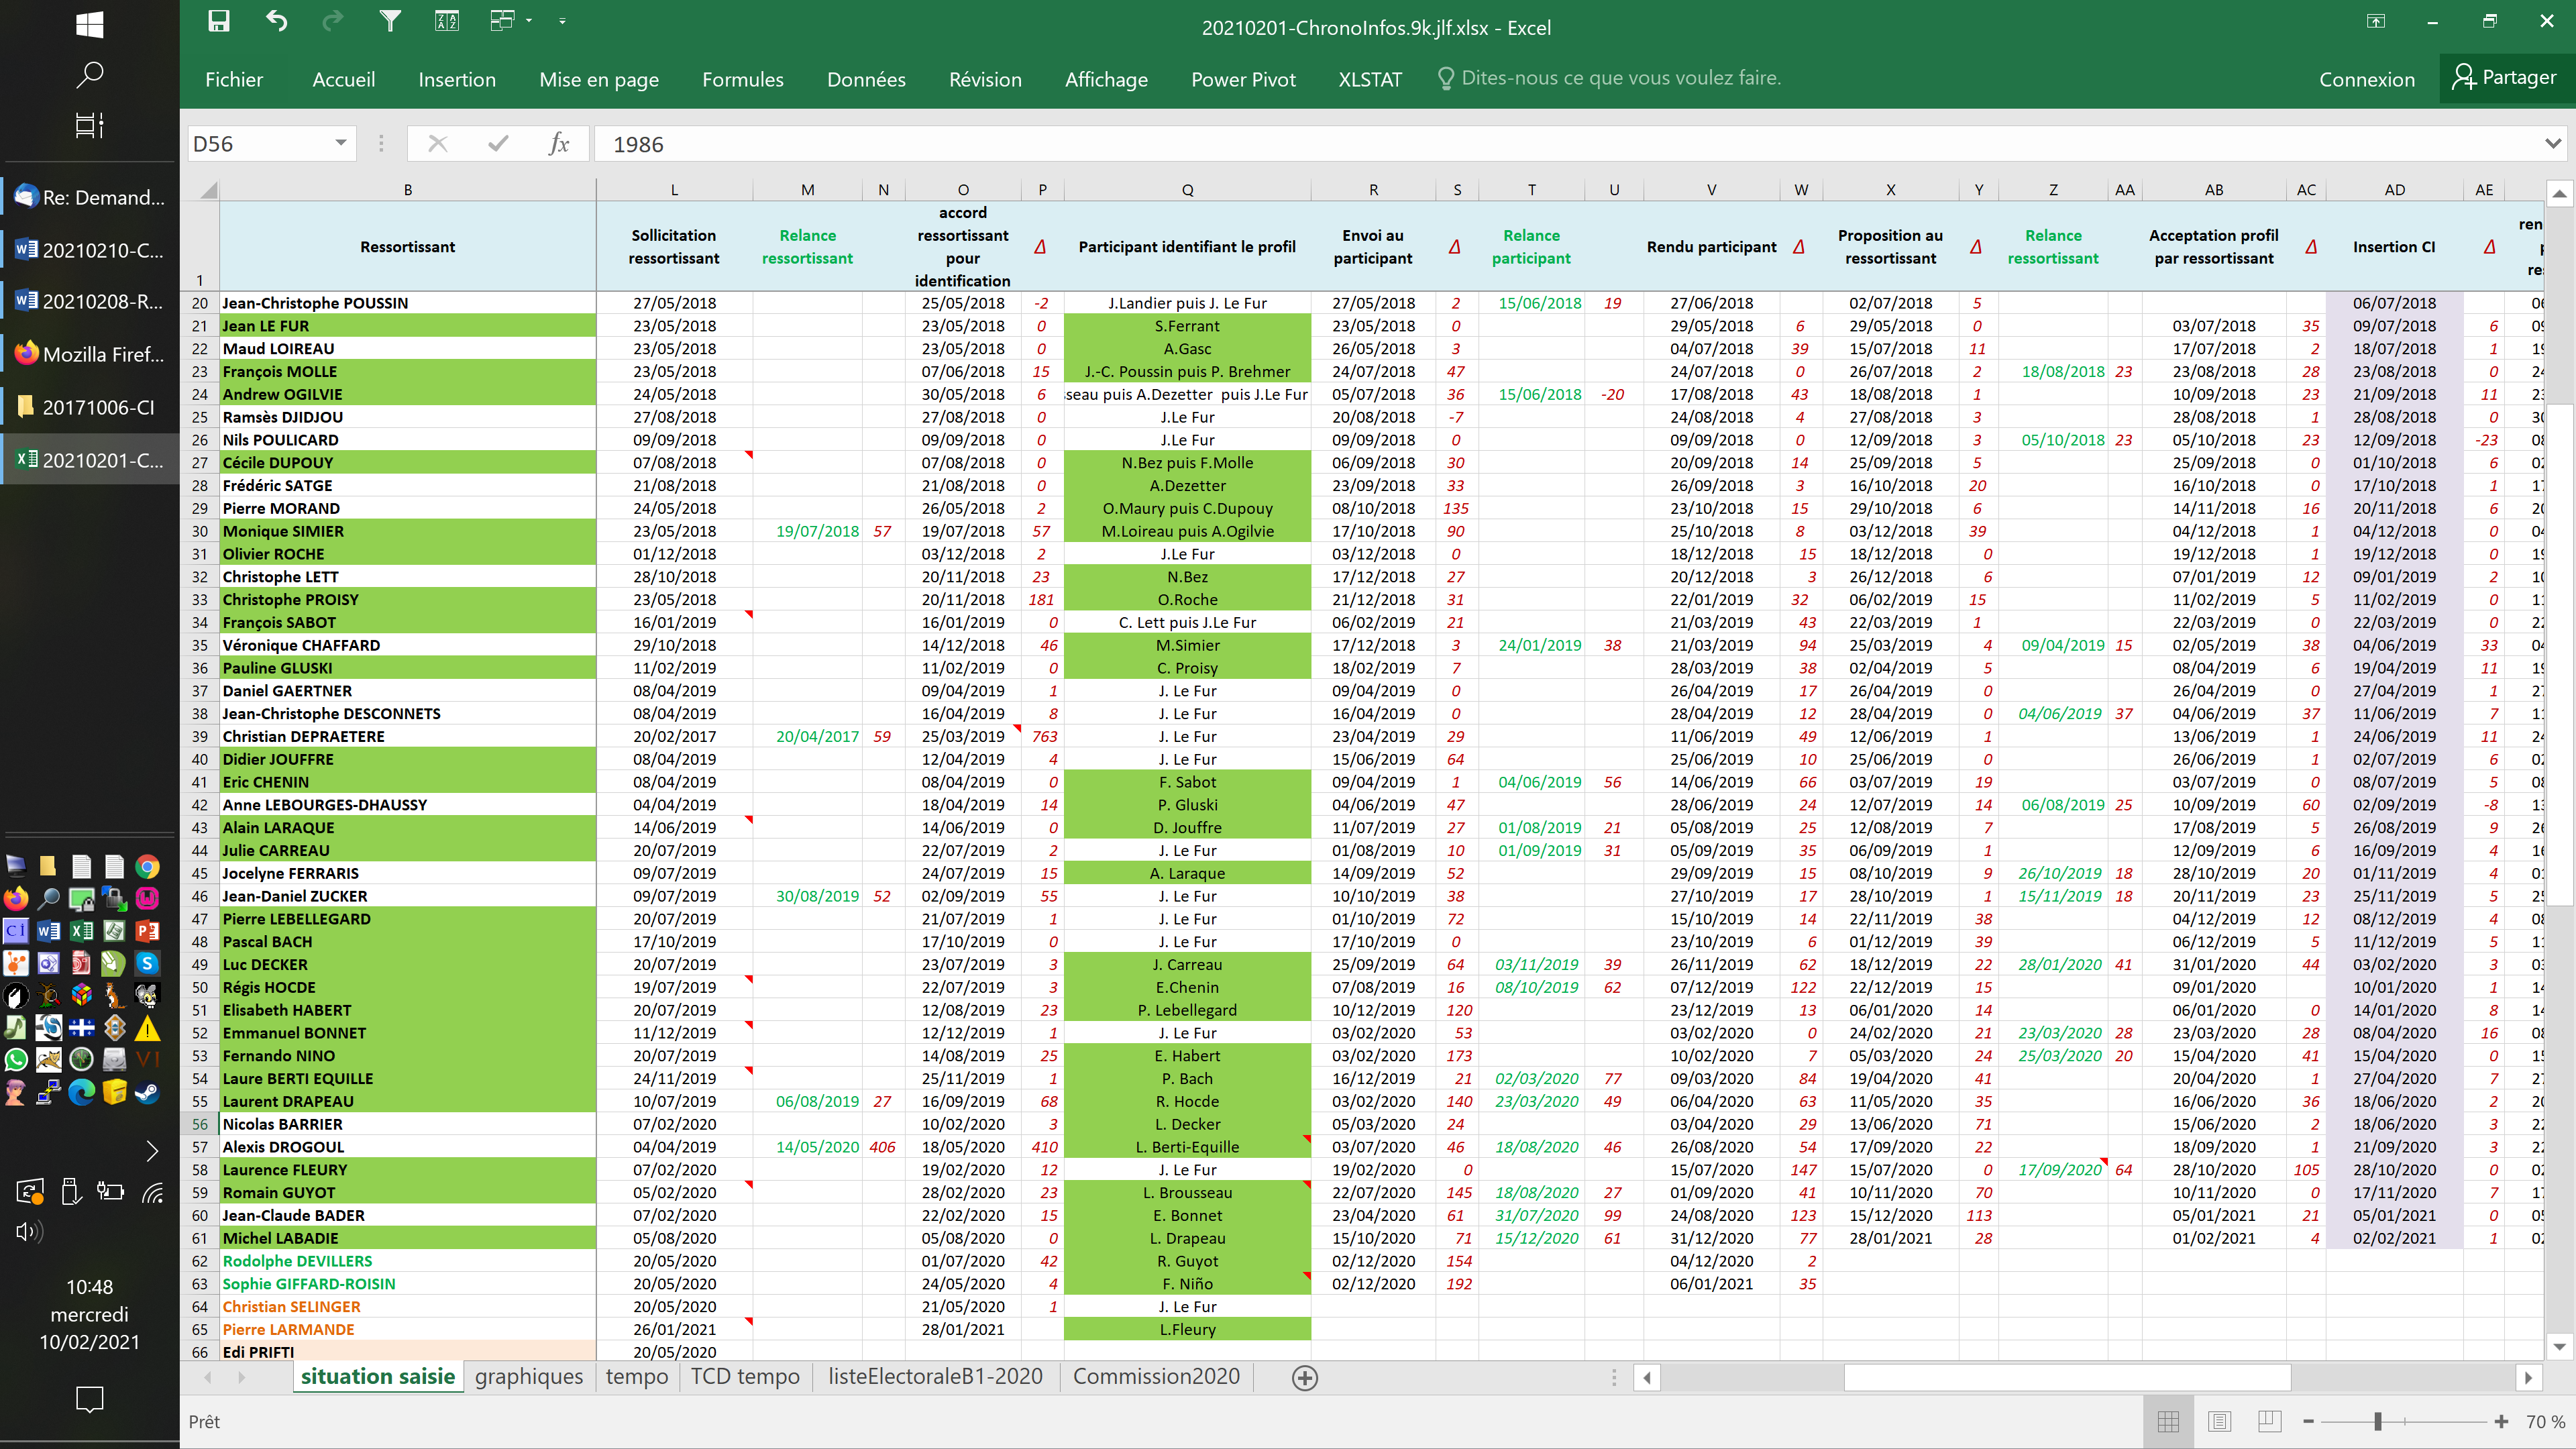 20210201-ChronoInfos.9k.jlf.xlsx - Excel
Fichier Accueil Insertion Mise en page Formules Données Révision Affichage Power Pivot XLSTAT Dites-nous ce que vous voulez faire. Connexion Partager
D56 fx 1986
Re: Demand...
20210210-C...
20210208-R...
Mozilla Firef...
20171006-CI
20210201-C...
10:48
mercredi
10/02/2021
B L M N O P Q R S T U V W X Y Z AA AB AC AD AE
1 Ressortissant Sollicitation ressortissant Relance ressortissant accord ressortissant pour identification Δ Participant identifiant le profil Envoi au participant Δ Relance participant Rendu participant Δ Proposition au ressortissant Δ Relance ressortissant Acceptation profil par ressortissant Δ Insertion CI Δ
20 Jean-Christophe POUSSIN 27/05/2018 25/05/2018 -2 J.Landier puis J. Le Fur 27/05/2018 2 15/06/2018 19 27/06/2018 02/07/2018 5 06/07/2018
21 Jean LE FUR 23/05/2018 23/05/2018 0 S.Ferrant 23/05/2018 0 29/05/2018 6 29/05/2018 0 03/07/2018 35 09/07/2018 6
22 Maud LOIREAU 23/05/2018 23/05/2018 0 A.Gasc 26/05/2018 3 04/07/2018 39 15/07/2018 11 17/07/2018 2 18/07/2018 1
23 François MOLLE 23/05/2018 07/06/2018 15 J.-C. Poussin puis P. Brehmer 24/07/2018 47 24/07/2018 0 26/07/2018 2 18/08/2018 23 23/08/2018 28 23/08/2018 0
24 Andrew OGILVIE 24/05/2018 30/05/2018 6 seau puis A.Dezetter puis J.Le Fur 05/07/2018 36 15/06/2018 -20 17/08/2018 43 18/08/2018 1 10/09/2018 23 21/09/2018 11
25 Ramsès DJIDJOU 27/08/2018 27/08/2018 0 J.Le Fur 20/08/2018 -7 24/08/2018 4 27/08/2018 3 28/08/2018 1 28/08/2018 0
26 Nils POULICARD 09/09/2018 09/09/2018 0 J.Le Fur 09/09/2018 0 09/09/2018 0 12/09/2018 3 05/10/2018 23 05/10/2018 23 12/09/2018 -23
27 Cécile DUPOUY 07/08/2018 07/08/2018 0 N.Bez puis F.Molle 06/09/2018 30 20/09/2018 14 25/09/2018 5 25/09/2018 0 01/10/2018 6
28 Frédéric SATGE 21/08/2018 21/08/2018 0 A.Dezetter 23/09/2018 33 26/09/2018 3 16/10/2018 20 16/10/2018 0 17/10/2018 1
29 Pierre MORAND 24/05/2018 26/05/2018 2 O.Maury puis C.Dupouy 08/10/2018 135 23/10/2018 15 29/10/2018 6 14/11/2018 16 20/11/2018 6
30 Monique SIMIER 23/05/2018 19/07/2018 57 19/07/2018 57 M.Loireau puis A.Ogilvie 17/10/2018 90 25/10/2018 8 03/12/2018 39 04/12/2018 1 04/12/2018 0
31 Olivier ROCHE 01/12/2018 03/12/2018 2 J.Le Fur 03/12/2018 0 18/12/2018 15 18/12/2018 0 19/12/2018 1 19/12/2018 0
32 Christophe LETT 28/10/2018 20/11/2018 23 N.Bez 17/12/2018 27 20/12/2018 3 26/12/2018 6 07/01/2019 12 09/01/2019 2
33 Christophe PROISY 23/05/2018 20/11/2018 181 O.Roche 21/12/2018 31 22/01/2019 32 06/02/2019 15 11/02/2019 5 11/02/2019 0
34 François SABOT 16/01/2019 16/01/2019 0 C. Lett puis J.Le Fur 06/02/2019 21 21/03/2019 43 22/03/2019 1 22/03/2019 0 22/03/2019 0
35 Véronique CHAFFARD 29/10/2018 14/12/2018 46 M.Simier 17/12/2018 3 24/01/2019 38 21/03/2019 94 25/03/2019 4 09/04/2019 15 02/05/2019 38 04/06/2019 33
36 Pauline GLUSKI 11/02/2019 11/02/2019 0 C. Proisy 18/02/2019 7 28/03/2019 38 02/04/2019 5 08/04/2019 6 19/04/2019 11
37 Daniel GAERTNER 08/04/2019 09/04/2019 1 J. Le Fur 09/04/2019 0 26/04/2019 17 26/04/2019 0 26/04/2019 0 27/04/2019 1
38 Jean-Christophe DESCONNETS 08/04/2019 16/04/2019 8 J. Le Fur 16/04/2019 0 28/04/2019 12 28/04/2019 0 04/06/2019 37 04/06/2019 37 11/06/2019 7
39 Christian DEPRAETERE 20/02/2017 20/04/2017 59 25/03/2019 763 J. Le Fur 23/04/2019 29 11/06/2019 49 12/06/2019 1 13/06/2019 1 24/06/2019 11
40 Didier JOUFFRE 08/04/2019 12/04/2019 4 J. Le Fur 15/06/2019 64 25/06/2019 10 25/06/2019 0 26/06/2019 1 02/07/2019 6
41 Eric CHENIN 08/04/2019 08/04/2019 0 F. Sabot 09/04/2019 1 04/06/2019 56 14/06/2019 66 03/07/2019 19 03/07/2019 0 08/07/2019 5
42 Anne LEBOURGES-DHAUSSY 04/04/2019 18/04/2019 14 P. Gluski 04/06/2019 47 28/06/2019 24 12/07/2019 14 06/08/2019 25 10/09/2019 60 02/09/2019 -8
43 Alain LARAQUE 14/06/2019 14/06/2019 0 D. Jouffre 11/07/2019 27 01/08/2019 21 05/08/2019 25 12/08/2019 7 17/08/2019 5 26/08/2019 9
44 Julie CARREAU 20/07/2019 22/07/2019 2 J. Le Fur 01/08/2019 10 01/09/2019 31 05/09/2019 35 06/09/2019 1 12/09/2019 6 16/09/2019 4
45 Jocelyne FERRARIS 09/07/2019 24/07/2019 15 A. Laraque 14/09/2019 52 29/09/2019 15 08/10/2019 9 26/10/2019 18 28/10/2019 20 01/11/2019 4
46 Jean-Daniel ZUCKER 09/07/2019 30/08/2019 52 02/09/2019 55 J. Le Fur 10/10/2019 38 27/10/2019 17 28/10/2019 1 15/11/2019 18 20/11/2019 23 25/11/2019 5
47 Pierre LEBELLEGARD 20/07/2019 21/07/2019 1 J. Le Fur 01/10/2019 72 15/10/2019 14 22/11/2019 38 04/12/2019 12 08/12/2019 4
48 Pascal BACH 17/10/2019 17/10/2019 0 J. Le Fur 17/10/2019 0 23/10/2019 6 01/12/2019 39 06/12/2019 5 11/12/2019 5
49 Luc DECKER 20/07/2019 23/07/2019 3 J. Carreau 25/09/2019 64 03/11/2019 39 26/11/2019 62 18/12/2019 22 28/01/2020 41 31/01/2020 44 03/02/2020 3
50 Régis HOCDE 19/07/2019 22/07/2019 3 E.Chenin 07/08/2019 16 08/10/2019 62 07/12/2019 122 22/12/2019 15 09/01/2020 10/01/2020 1
51 Elisabeth HABERT 20/07/2019 12/08/2019 23 P. Lebellegard 10/12/2019 120 23/12/2019 13 06/01/2020 14 06/01/2020 0 14/01/2020 8
52 Emmanuel BONNET 11/12/2019 12/12/2019 1 J. Le Fur 03/02/2020 53 03/02/2020 0 24/02/2020 21 23/03/2020 28 23/03/2020 28 08/04/2020 16
53 Fernando NINO 20/07/2019 14/08/2019 25 E. Habert 03/02/2020 173 10/02/2020 7 05/03/2020 24 25/03/2020 20 15/04/2020 41 15/04/2020 0
54 Laure BERTI EQUILLE 24/11/2019 25/11/2019 1 P. Bach 16/12/2019 21 02/03/2020 77 09/03/2020 84 19/04/2020 41 20/04/2020 1 27/04/2020 7
55 Laurent DRAPEAU 10/07/2019 06/08/2019 27 16/09/2019 68 R. Hocde 03/02/2020 140 23/03/2020 49 06/04/2020 63 11/05/2020 35 16/06/2020 36 18/06/2020 2
56 Nicolas BARRIER 07/02/2020 10/02/2020 3 L. Decker 05/03/2020 24 03/04/2020 29 13/06/2020 71 15/06/2020 2 18/06/2020 3
57 Alexis DROGOUL 04/04/2019 14/05/2020 406 18/05/2020 410 L. Berti-Equille 03/07/2020 46 18/08/2020 46 26/08/2020 54 17/09/2020 22 18/09/2020 1 21/09/2020 3
58 Laurence FLEURY 07/02/2020 19/02/2020 12 J. Le Fur 19/02/2020 0 15/07/2020 147 15/07/2020 0 17/09/2020 64 28/10/2020 105 28/10/2020 0
59 Romain GUYOT 05/02/2020 28/02/2020 23 L. Brousseau 22/07/2020 145 18/08/2020 27 01/09/2020 41 10/11/2020 70 10/11/2020 0 17/11/2020 7
60 Jean-Claude BADER 07/02/2020 22/02/2020 15 E. Bonnet 23/04/2020 61 31/07/2020 99 24/08/2020 123 15/12/2020 113 05/01/2021 21 05/01/2021 0
61 Michel LABADIE 05/08/2020 05/08/2020 0 L. Drapeau 15/10/2020 71 15/12/2020 61 31/12/2020 77 28/01/2021 28 01/02/2021 4 02/02/2021 1
62 Rodolphe DEVILLERS 20/05/2020 01/07/2020 42 R. Guyot 02/12/2020 154 04/12/2020 2
63 Sophie GIFFARD-ROISIN 20/05/2020 24/05/2020 4 F. Niño 02/12/2020 192 06/01/2021 35
64 Christian SELINGER 20/05/2020 21/05/2020 1 J. Le Fur
65 Pierre LARMANDE 26/01/2021 28/01/2021 L.Fleury
66 Edi PRIFTI 20/05/2020
situation saisie graphiques tempo TCD tempo listeElectoraleB1-2020 Commission2020
Prêt 70 %